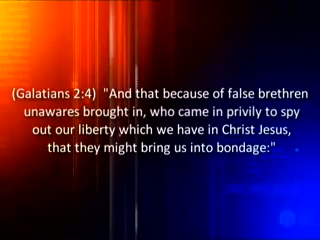 (Galatians 2:4)  "And that because of false brethren
unawares brought in, who came in privily to spy
out our liberty which we have in Christ Jesus,
that they might bring us into bondage:"